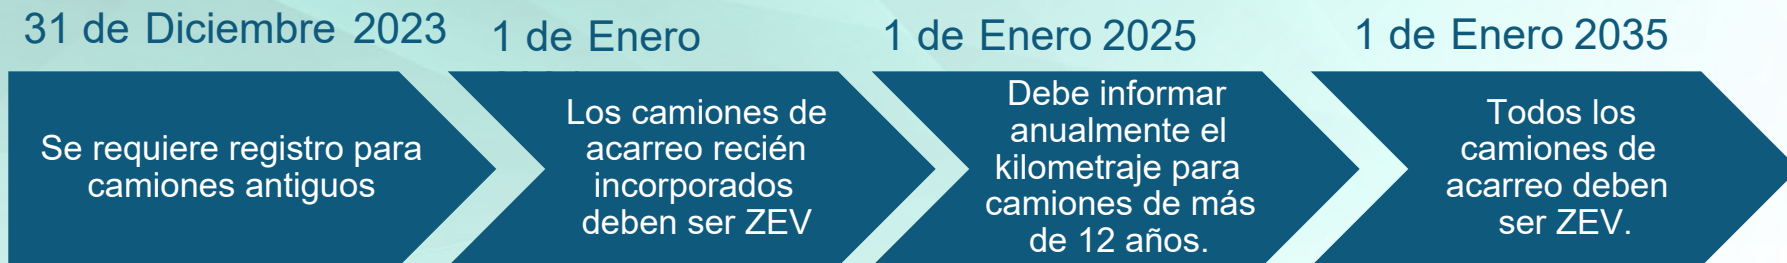 31 de Diciembre 2023
1 de Enero
1 de Enero 2025
1 de Enero 2035
Se requiere registro para
camiones antiguos
Los camiones de
acarreo recién
incorporados
deben ser ZEV
Debe informar
anualmente el
kilometraje para
camiones de más
de 12 años.
Todos los
camiones de
acarreo deben
ser ZEV.